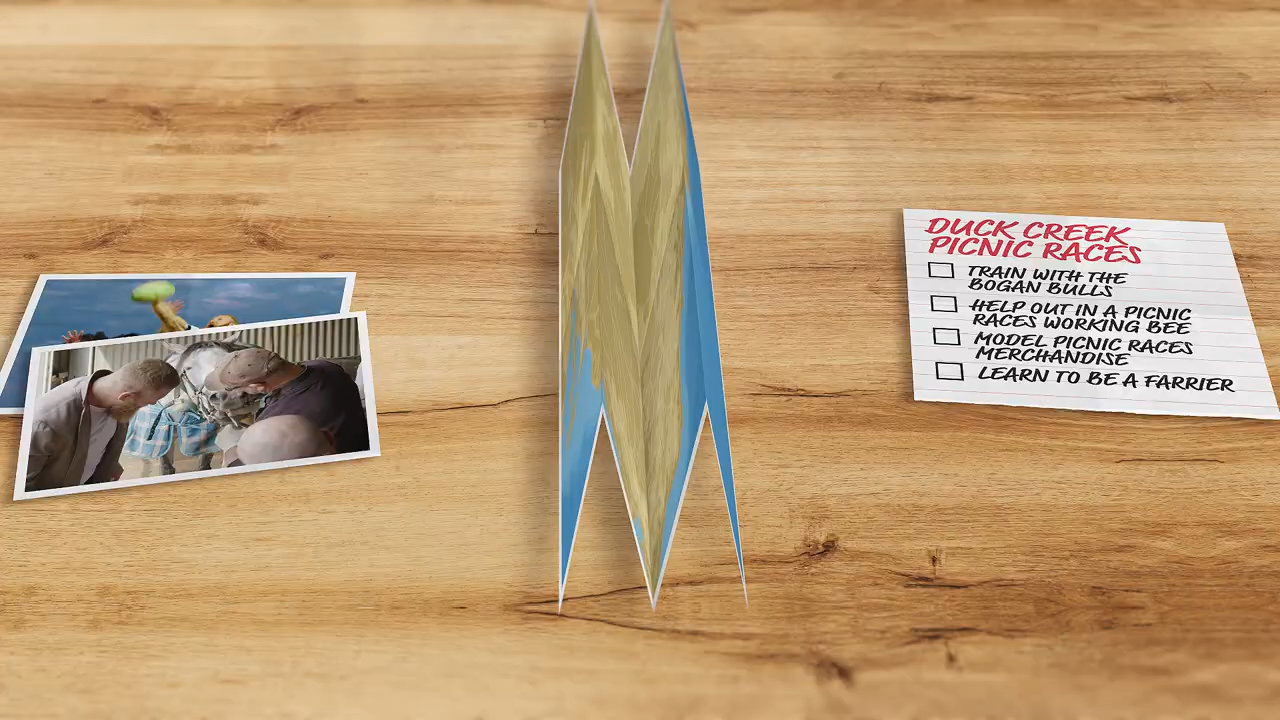 DUCK CREEK
PICNIC RACES
TRAIN WITH THE
BOGAN BULLS
HELP OUT IN A PICNIC
RACES WORKING BEE
MODEL PICNIC RACES
MERCHANDISE
LEARN TO BE A FARRIER